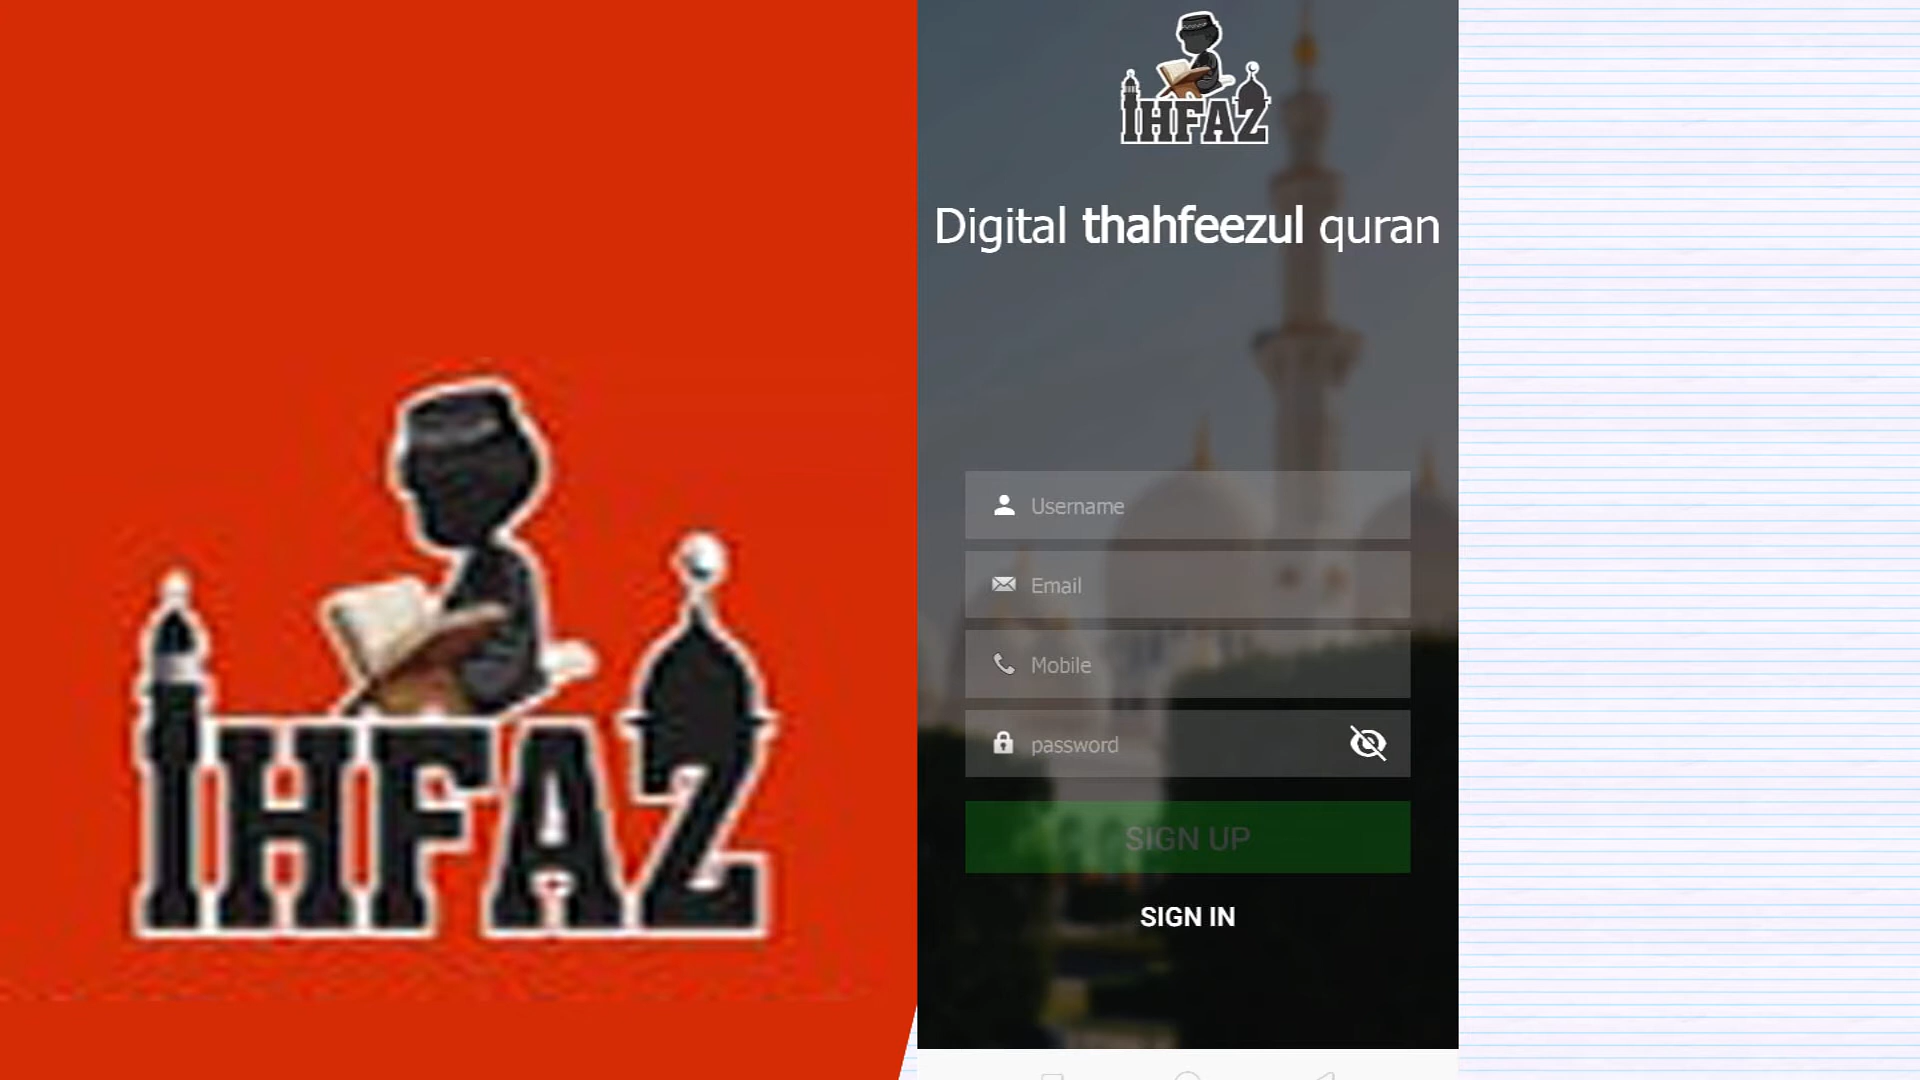 IHFAZ
IHFAZ
Digital thahfeezul quran
Username
Email
Mobile
password
SIGN UP
SIGN IN